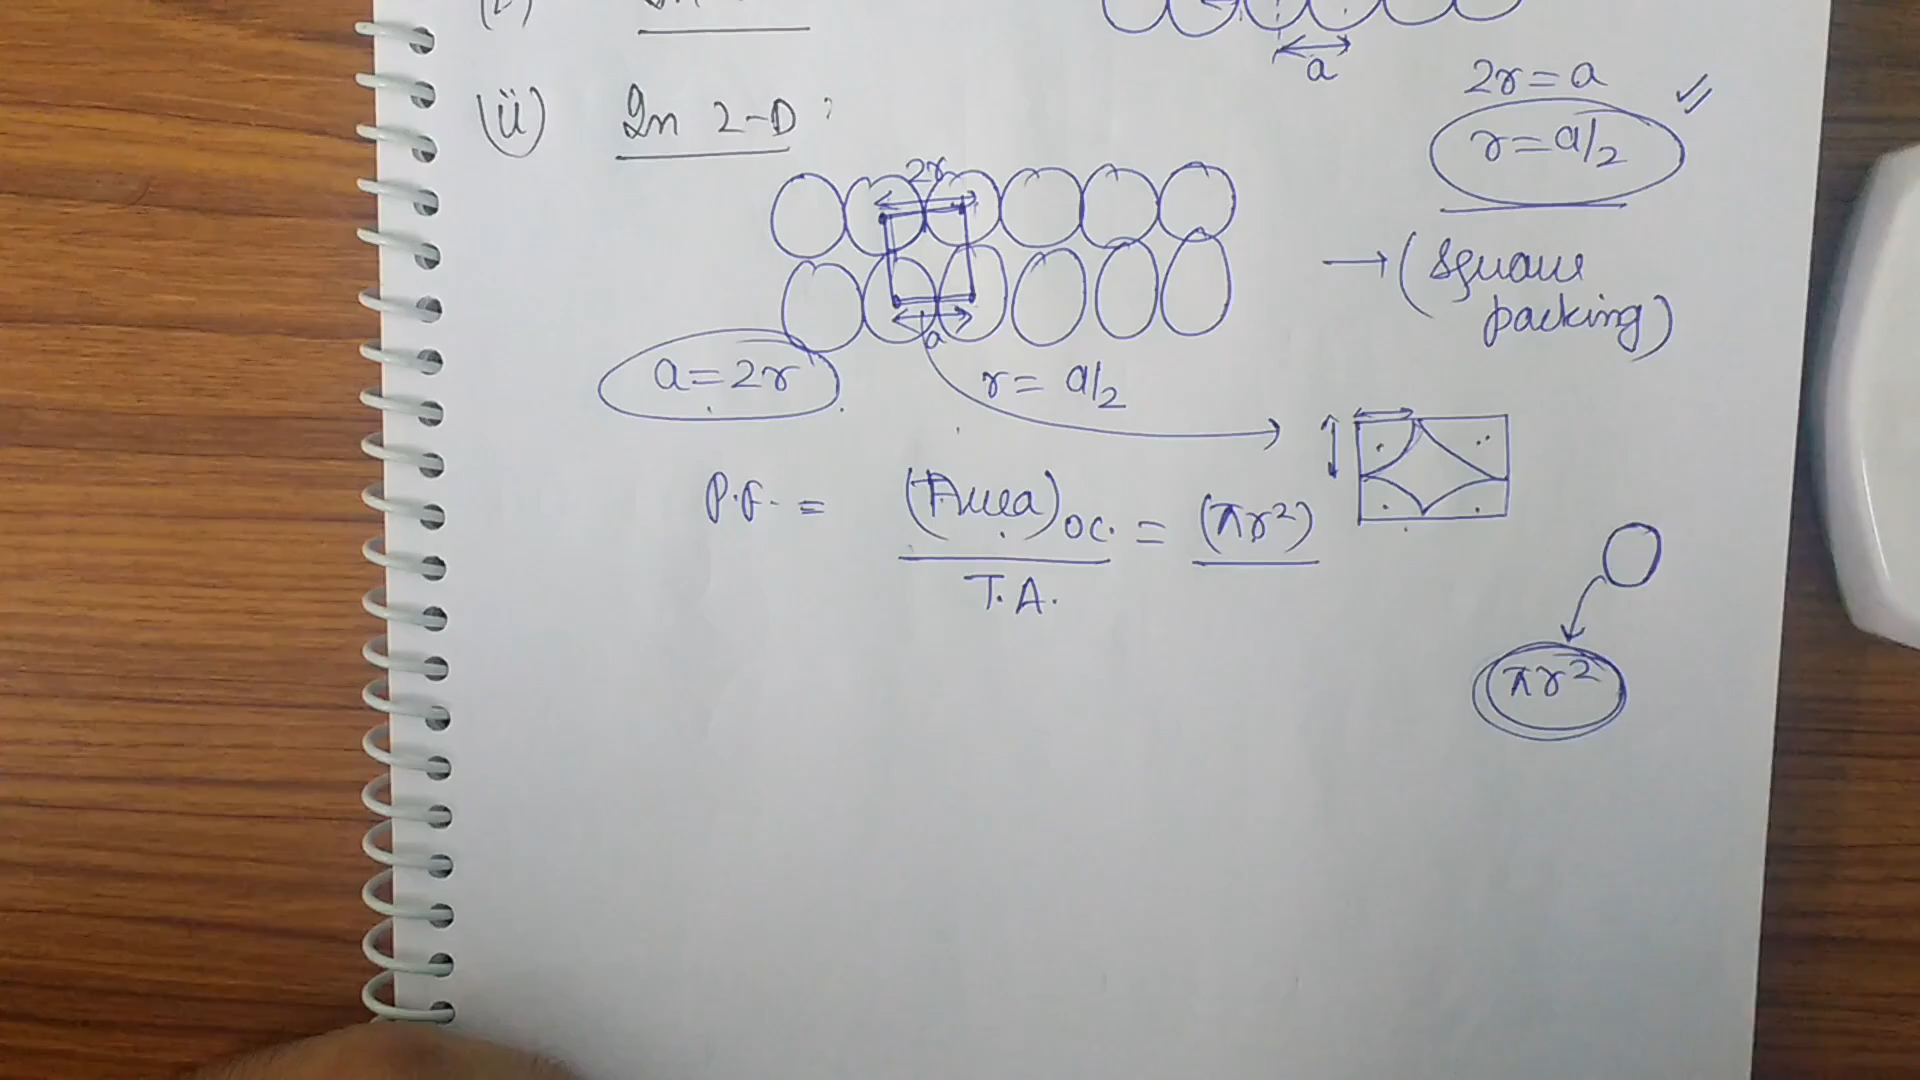 a
2r = a
(ii) In 2-D :
r = a/2
2r
→ (Square
packing)
a
a = 2r
r = a/2
P.F. = (Area)oc. = (πr²)
T.A.
πr²